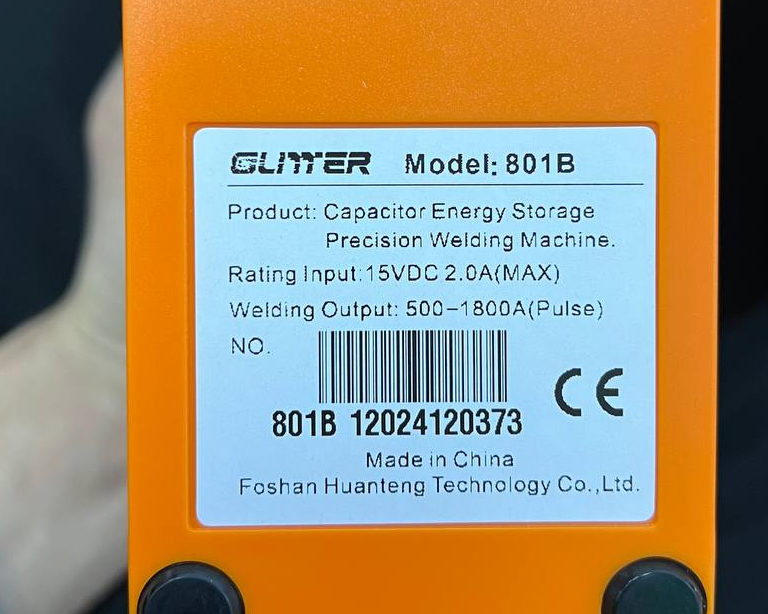 GLITTER Model: 801B
Product: Capacitor Energy Storage
Precision Welding Machine.
Rating Input:15VDC 2.0A(MAX)
Welding Output: 500-1800A(Pulse)
NO.
CE
801B 12024120373
Made in China
Foshan Huanteng Technology Co.,Ltd.